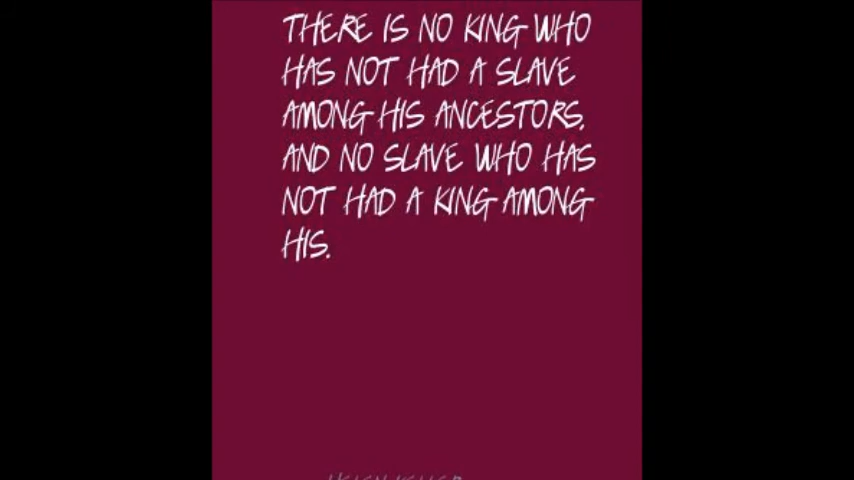 THERE IS NO KING WHO
HAS NOT HAD A SLAVE
AMONG HIS ANCESTORS,
AND NO SLAVE WHO HAS
NOT HAD A KING AMONG
HIS.